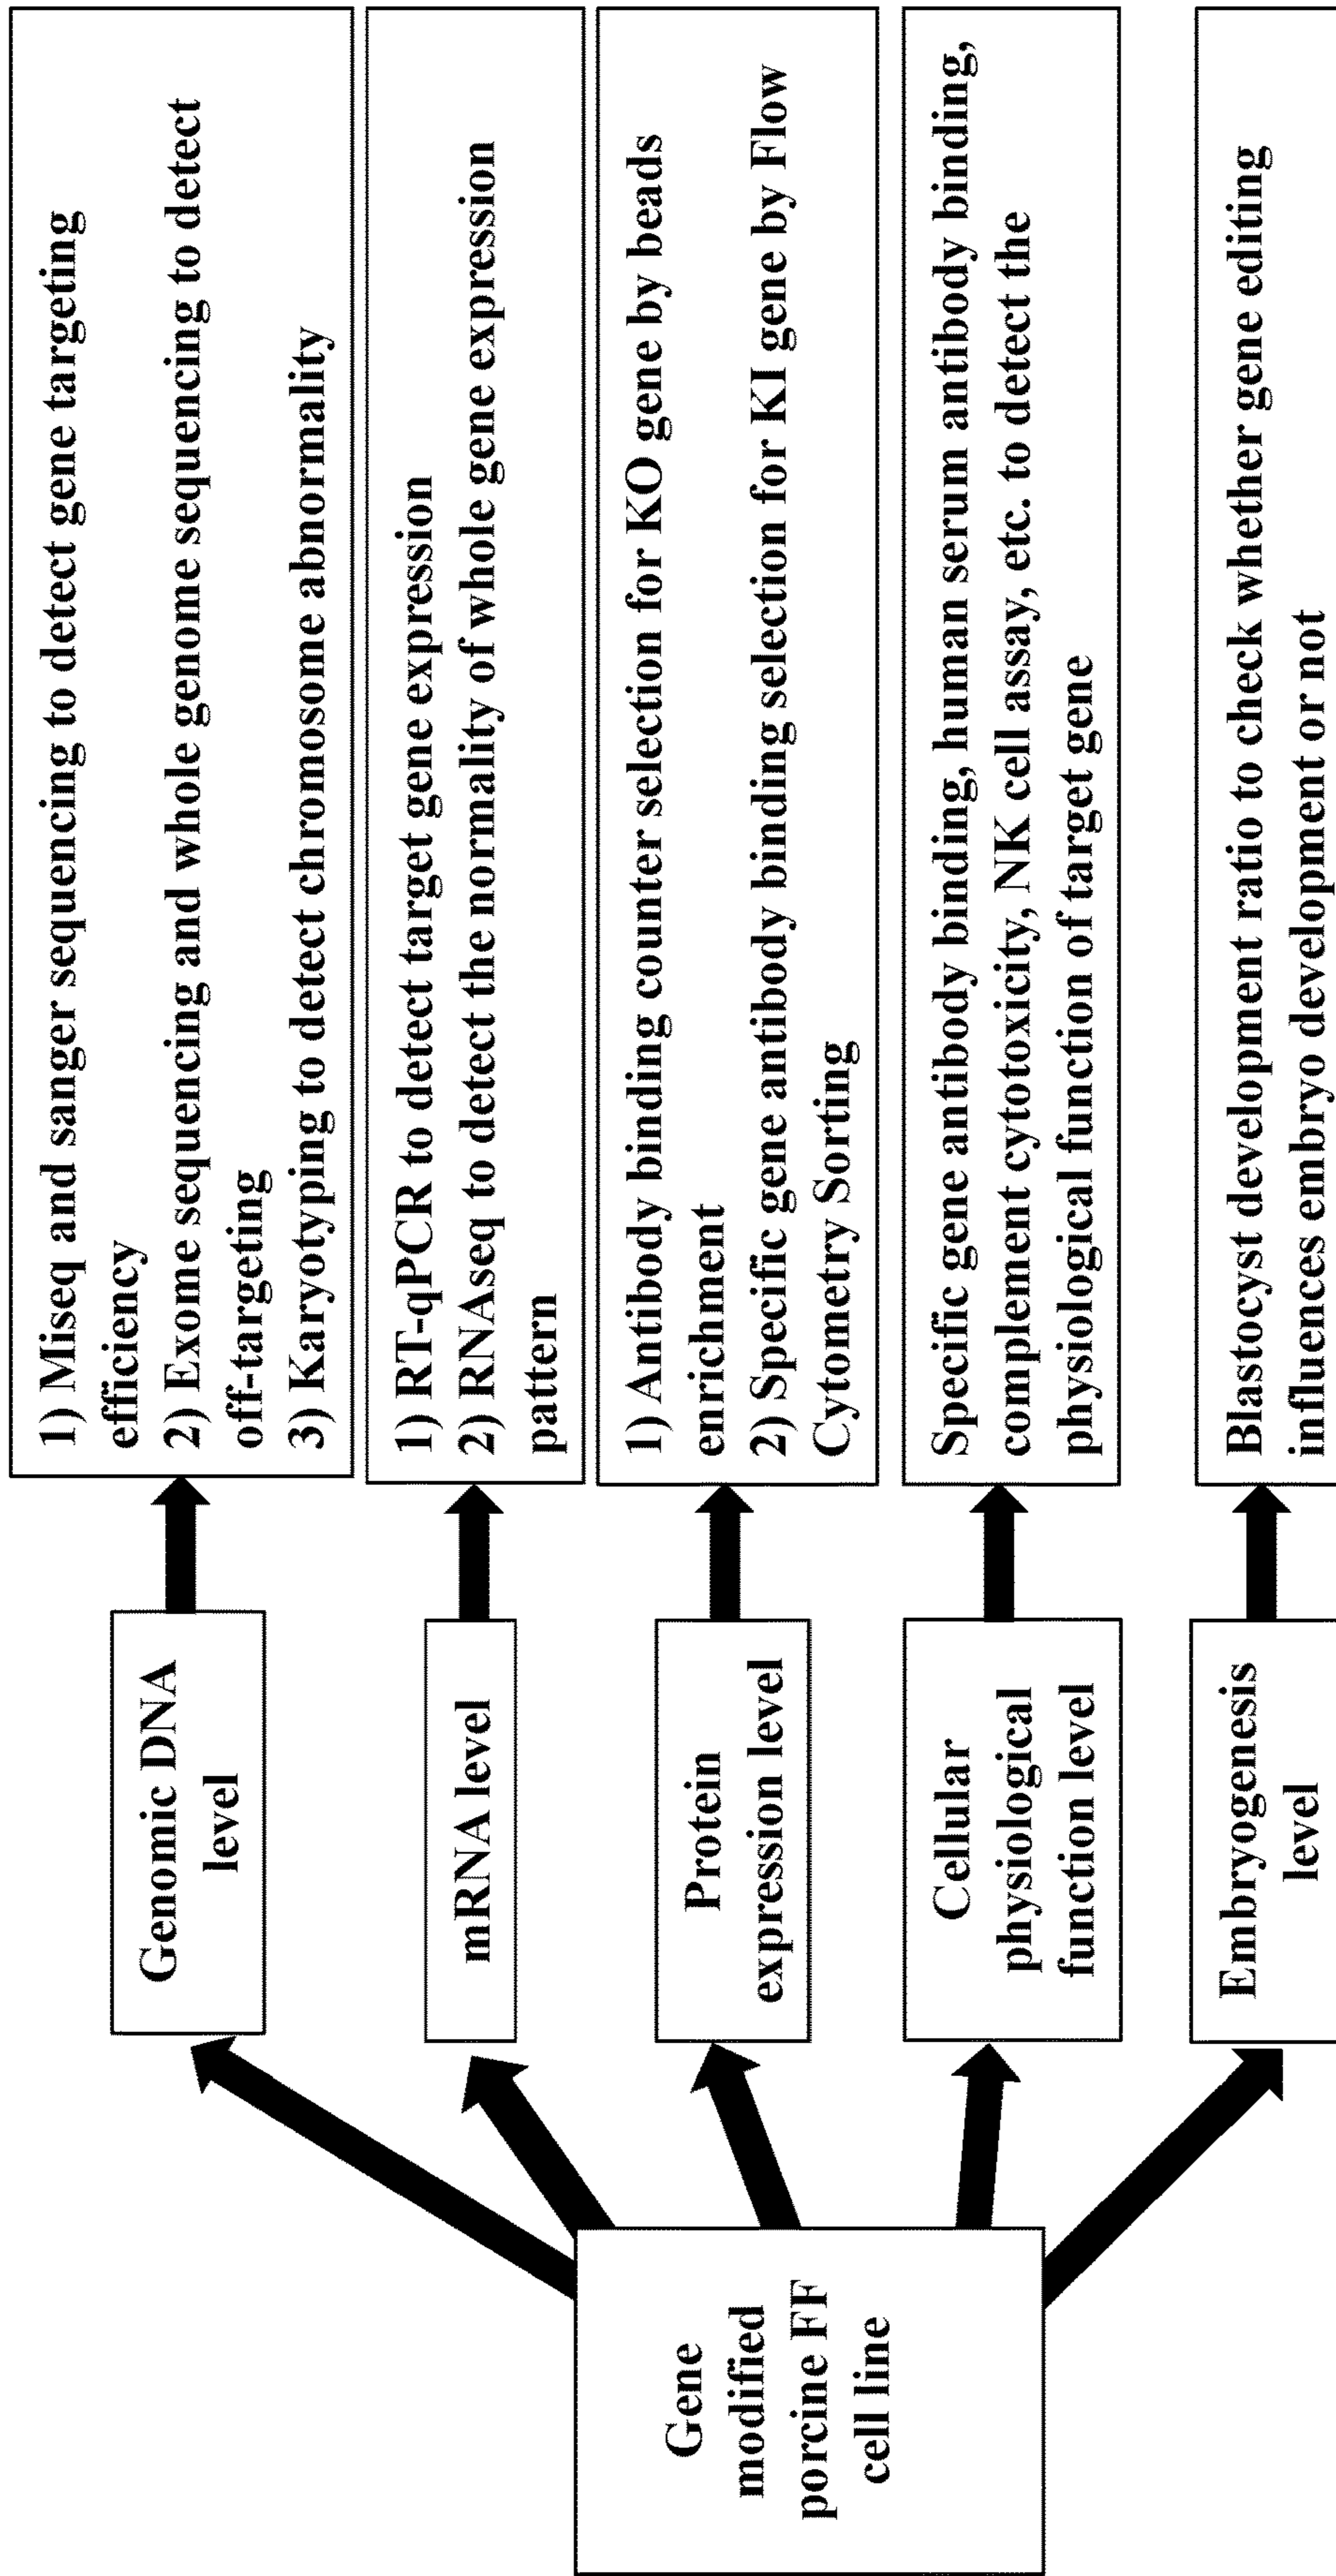 Gene
modified
porcine FF
cell line
Genomic DNA
level
1) Miseq and sanger sequencing to detect gene targeting
efficiency
2) Exome sequencing and whole genome sequencing to detect
off-targeting
3) Karyotyping to detect chromosome abnormality
mRNA level
1) RT-qPCR to detect target gene expression
2) RNAseq to detect the normality of whole gene expression
pattern
Protein
expression level
1) Antibody binding counter selection for KO gene by beads
enrichment
2) Specific gene antibody binding selection for KI gene by Flow
Cytometry Sorting
Cellular
physiological
function level
Specific gene antibody binding, human serum antibody binding,
complement cytotoxicity, NK cell assay, etc. to detect the
physiological function of target gene
Embryogenesis
level
Blastocyst development ratio to check whether gene editing
influences embryo development or not